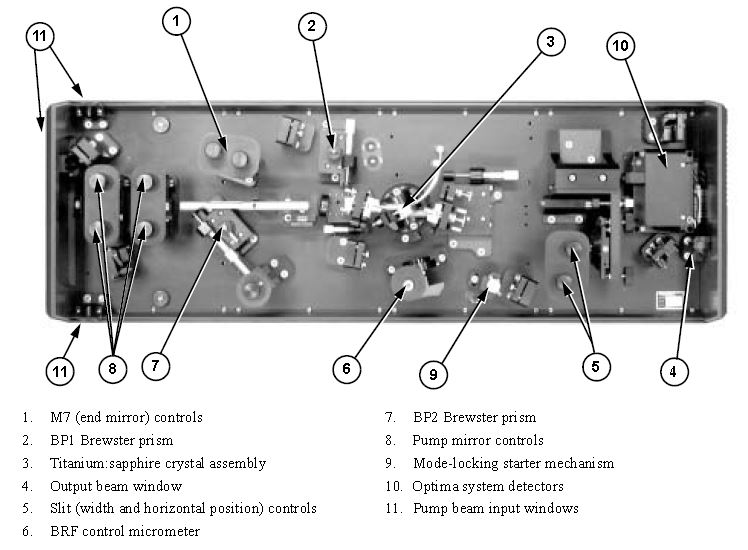 1
2
3
10
11
11
8
7
6
9
5
4
1. M7 (end mirror) controls
2. BP1 Brewster prism
3. Titanium:sapphire crystal assembly
4. Output beam window
5. Slit (width and horizontal position) controls
6. BRF control micrometer
7. BP2 Brewster prism
8. Pump mirror controls
9. Mode-locking starter mechanism
10. Optima system detectors
11. Pump beam input windows